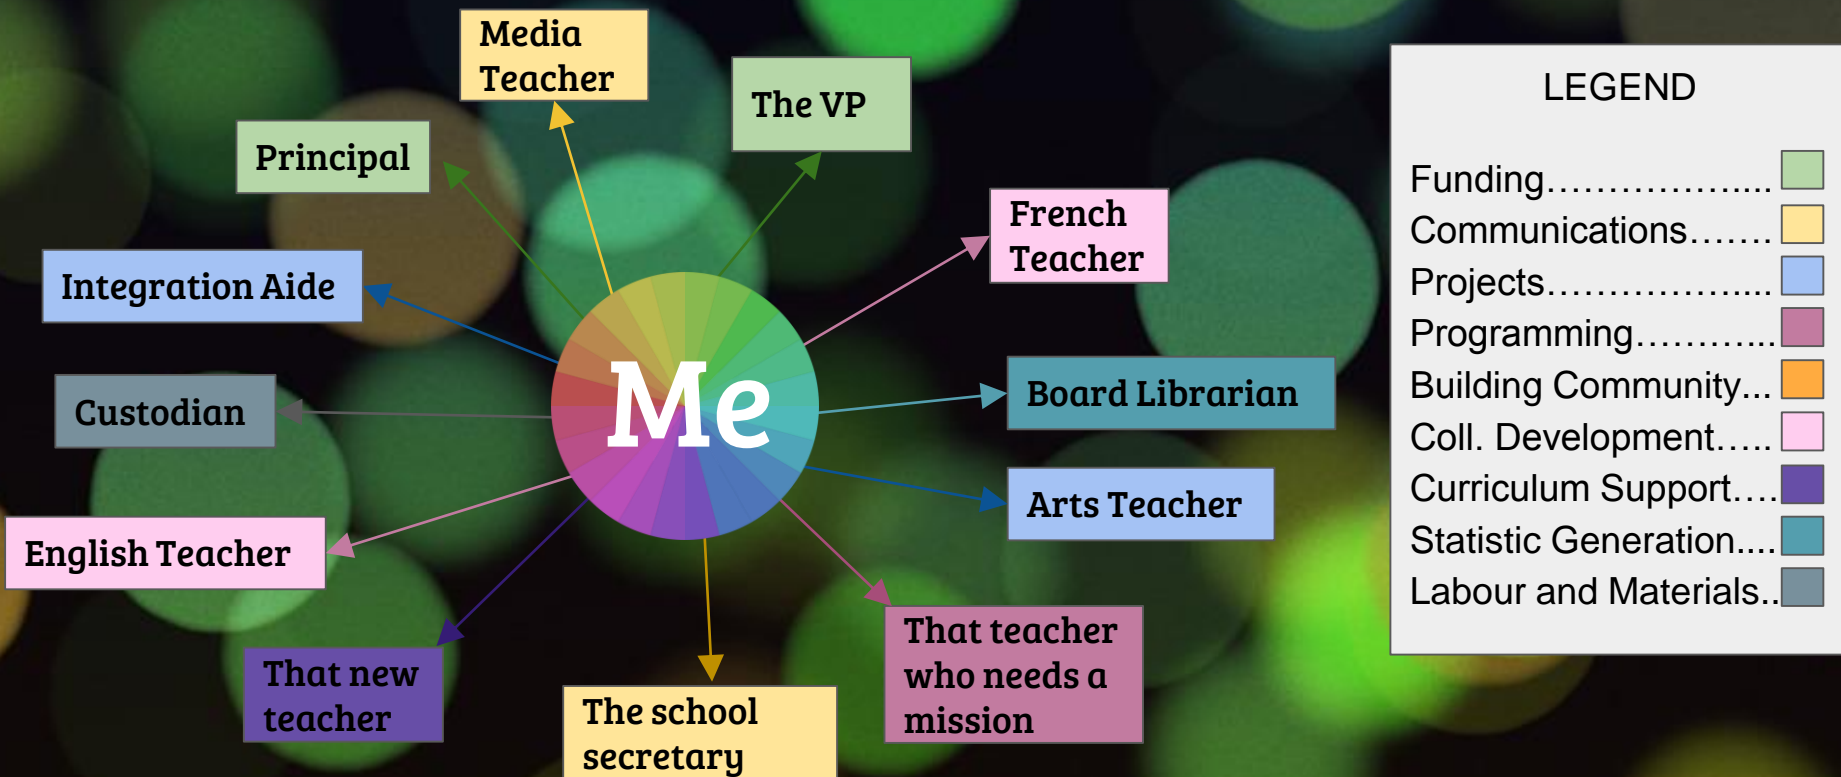 Media
Teacher
The VP
Principal
French
Teacher
Integration Aide
Me
Board Librarian
Custodian
Arts Teacher
English Teacher
That teacher
who needs a
mission
That new
teacher
The school
secretary
LEGEND
Funding......................
Communications.......
Projects......................
Programming............
Building Community...
Coll. Development.....
Curriculum Support....
Statistic Generation....
Labour and Materials..